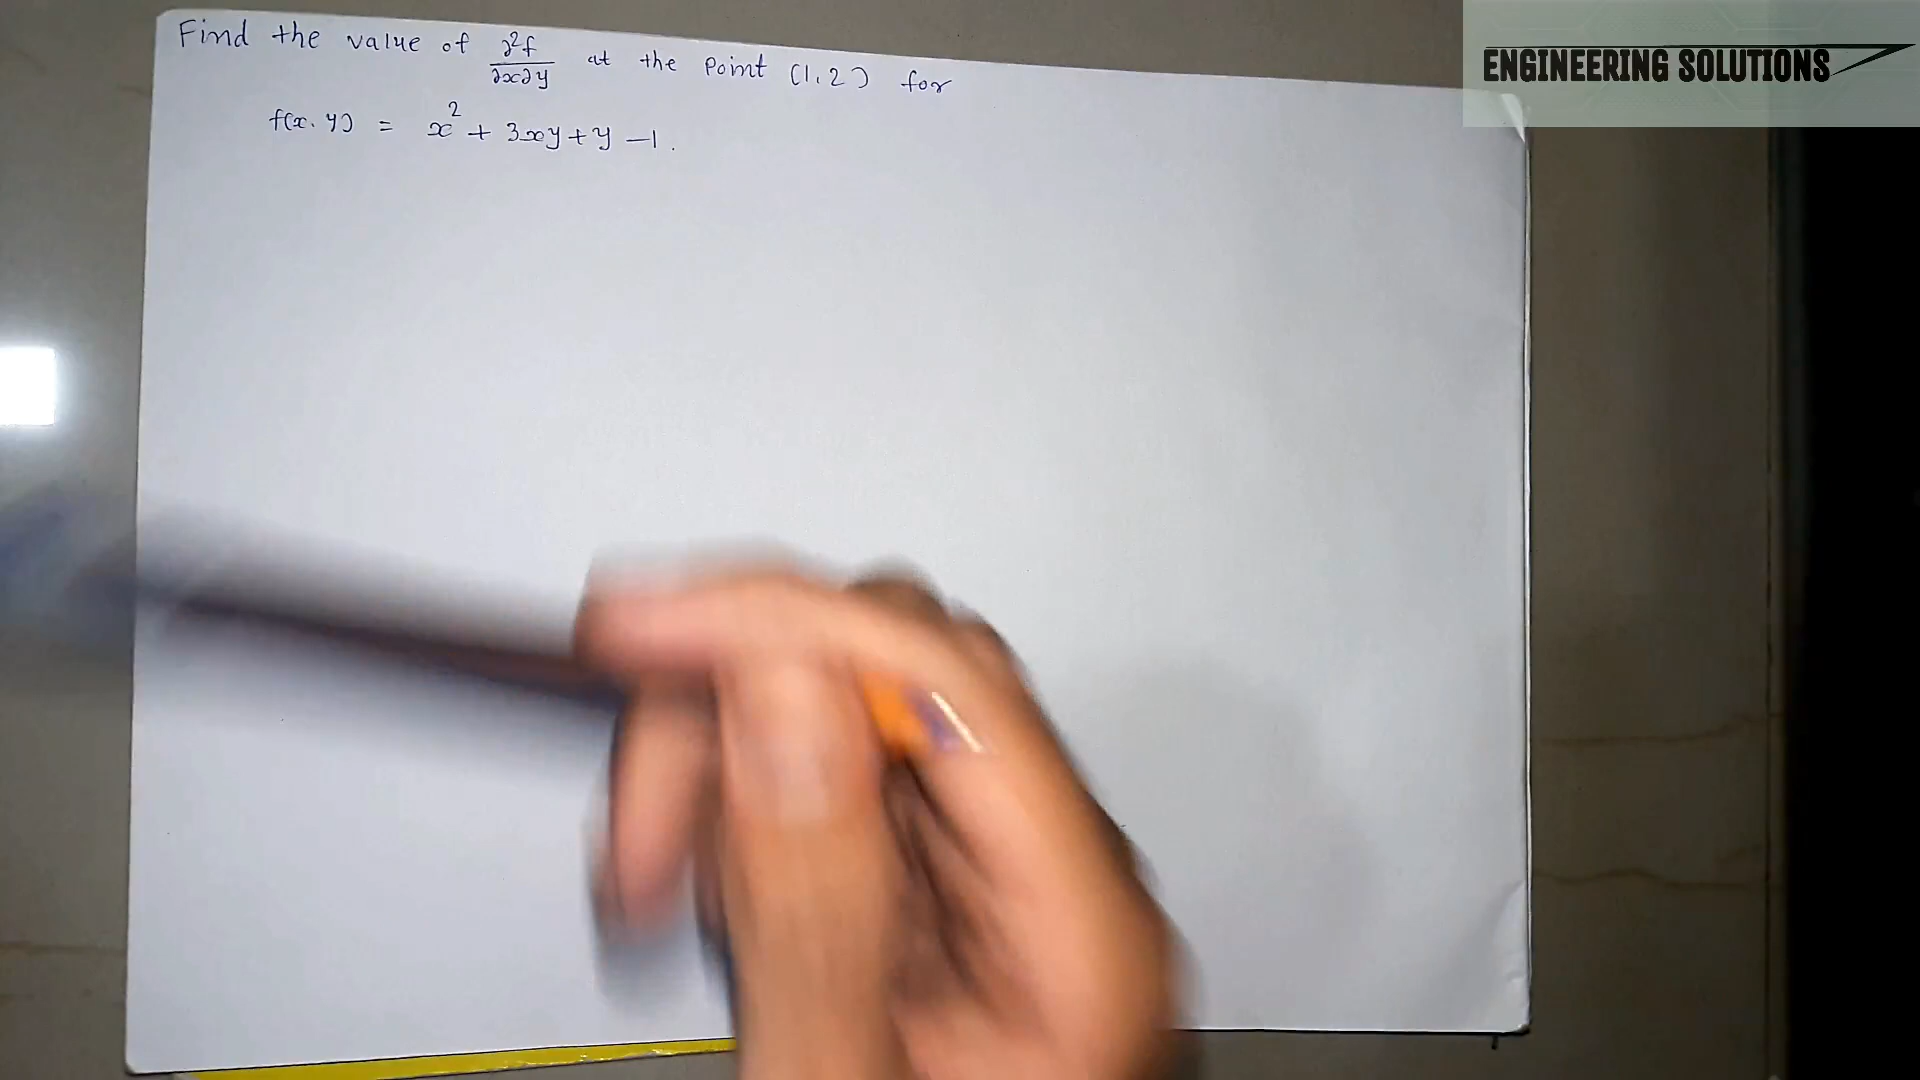 Find the value of ∂²f/∂x∂y at the point (1,2) for
f(x,y) = x² + 3xy + y - 1.
ENGINEERING SOLUTIONS